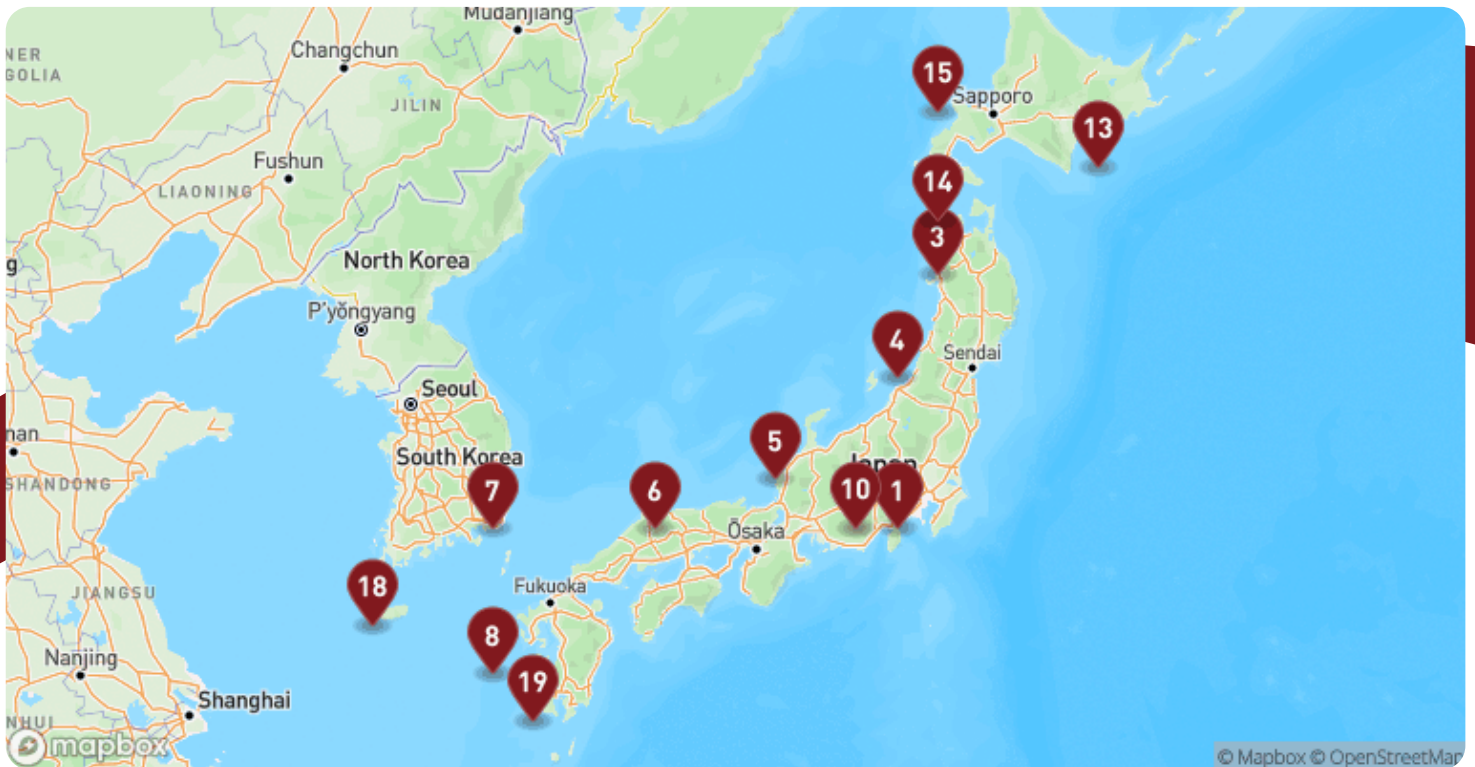 Mudanjiang
NER
GOLIA
Changchun
JILIN
15
Sapporo
13
Fushun
LIAONING
14
3
g
North Korea
P'yŏngyang
4
Sendai
Seoul
nan
South Korea
5
Japan
SHANDONG
7
6
10
1
Ōsaka
18
JIANGSU
Fukuoka
8
Nanjing
19
Shanghai
NHUI
mapbox
© Mapbox © OpenStreetMap